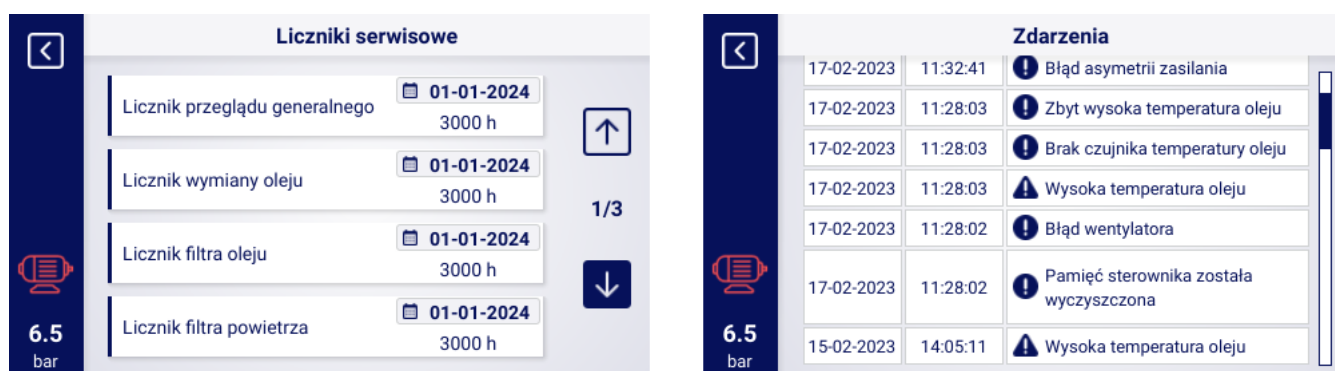 Liczniki serwisowe
Licznik przeglądu generalnego
01-01-2024
3000 h
Licznik wymiany oleju
01-01-2024
3000 h
Licznik filtra oleju
01-01-2024
3000 h
Licznik filtra powietrza
01-01-2024
3000 h
1/3
6.5
bar
Zdarzenia
17-02-2023 11:32:41 Błąd asymetrii zasilania
17-02-2023 11:28:03 Zbyt wysoka temperatura oleju
17-02-2023 11:28:03 Brak czujnika temperatury oleju
17-02-2023 11:28:03 Wysoka temperatura oleju
17-02-2023 11:28:02 Błąd wentylatora
17-02-2023 11:28:02 Pamięć sterownika została
wyczyszczona
15-02-2023 14:05:11 Wysoka temperatura oleju
6.5
bar